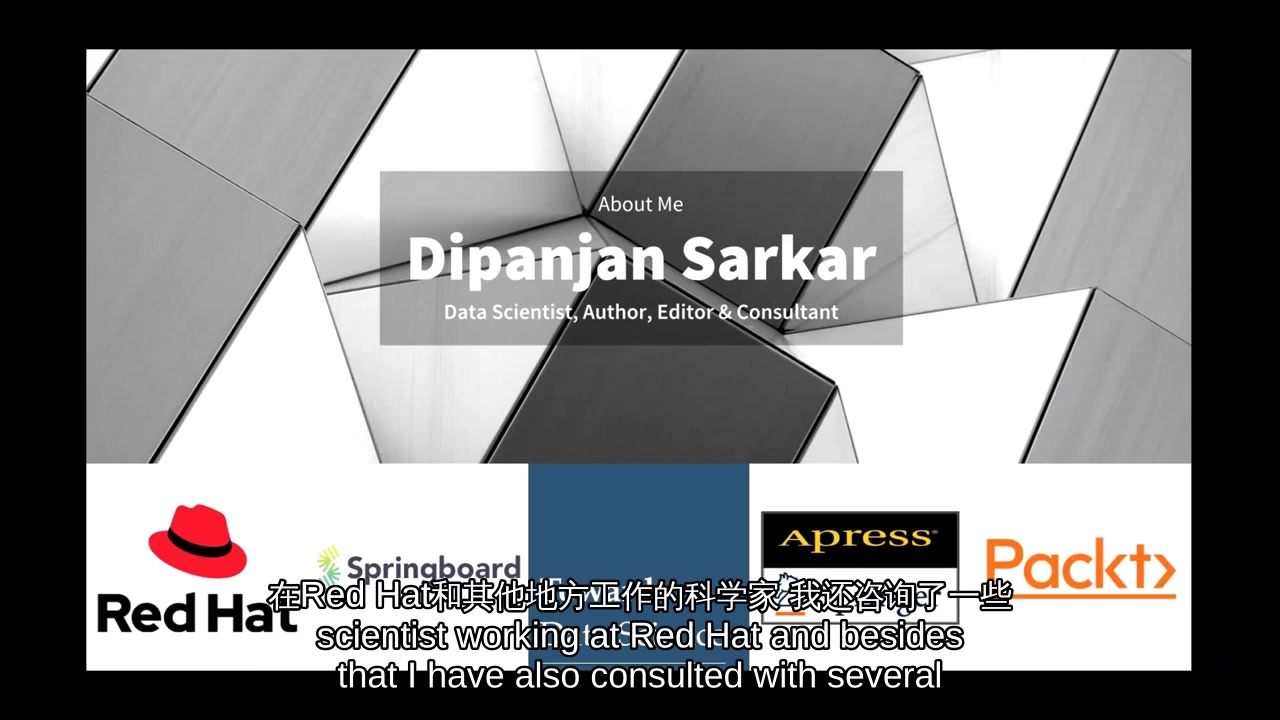 About Me
Dipanjan Sarkar
Data Scientist, Author, Editor & Consultant
Red Hat
Springboard
Apress®
Packt>
在Red Hat和其他地方工作的科学家 我还咨询了一些
scientist working at Red Hat and besides
that I have also consulted with several